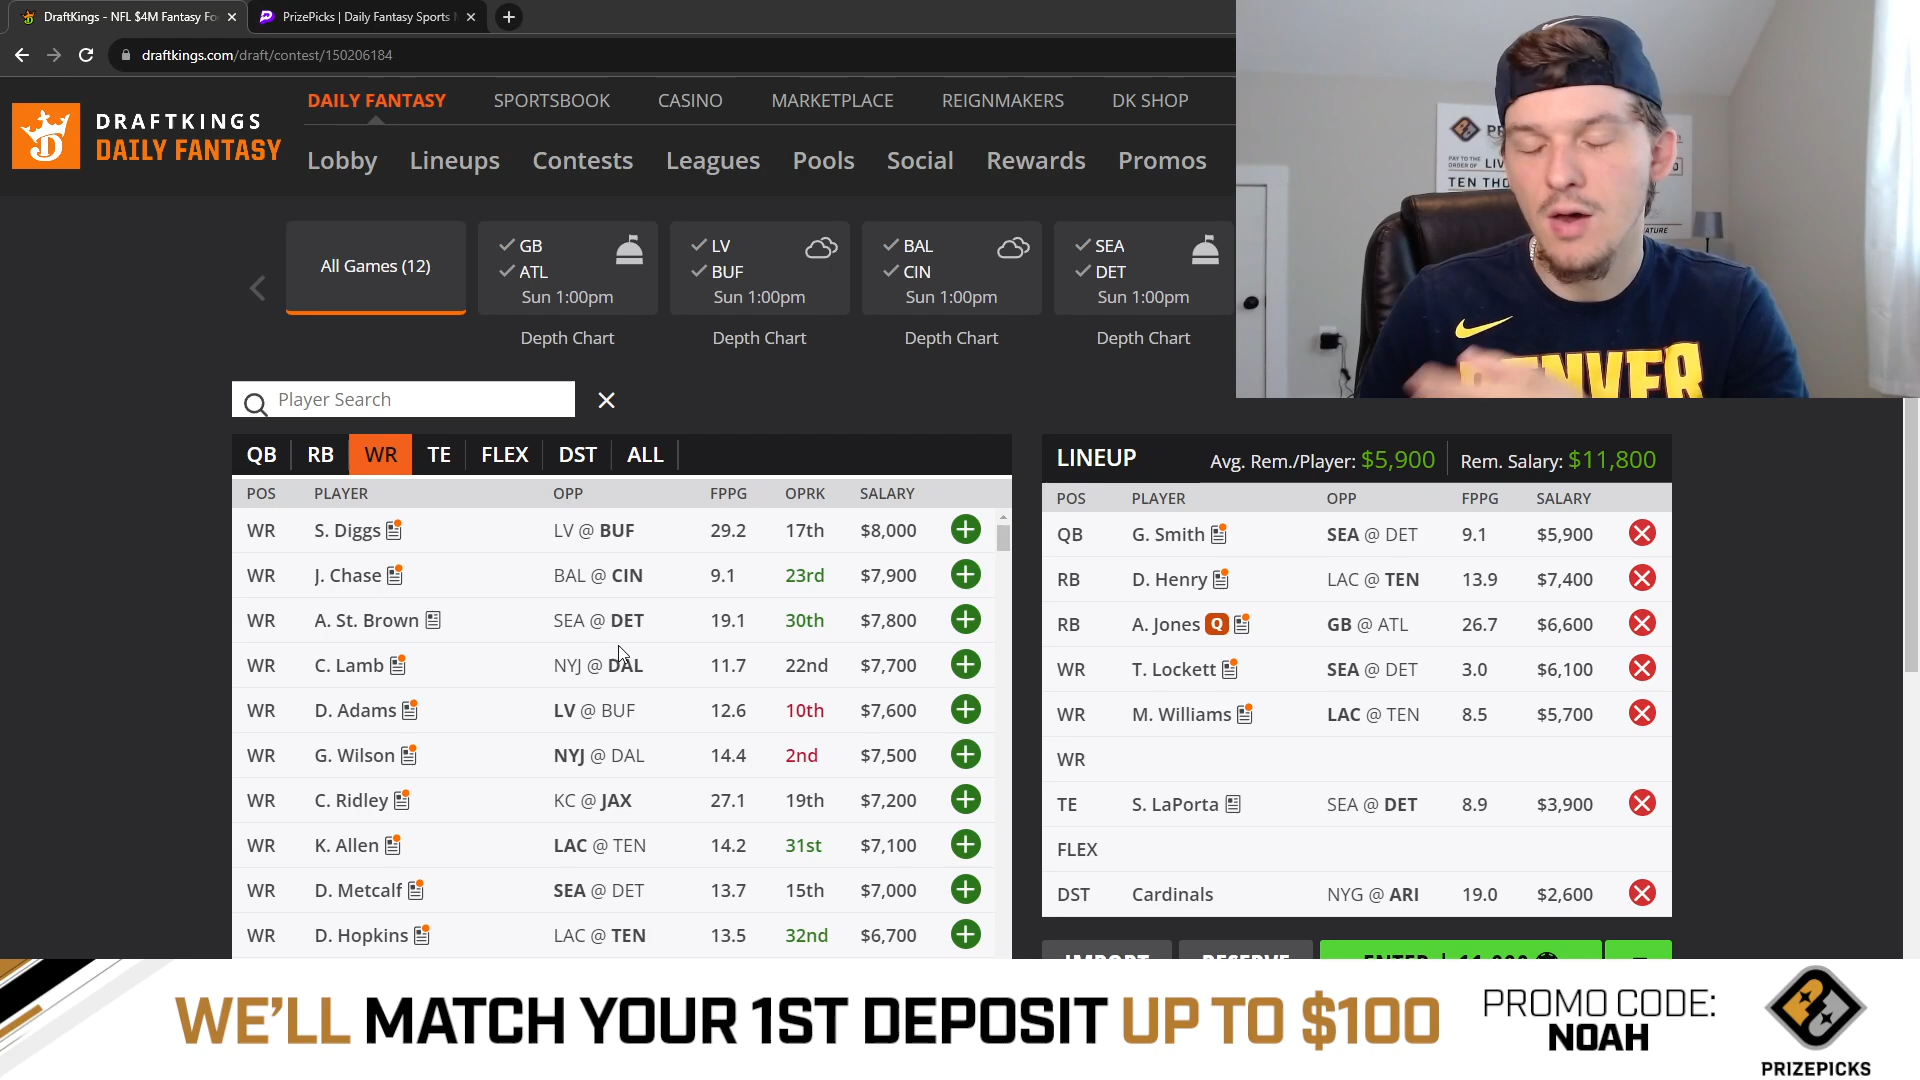 DraftKings - NFL $4M Fantasy Fo
PrizePicks | Daily Fantasy Sports
draftkings.com/draft/contest/150206184
DRAFTKINGS
DAILY FANTASY
DAILY FANTASY SPORTSBOOK CASINO MARKETPLACE REIGNMAKERS DK SHOP
Lobby Lineups Contests Leagues Pools Social Rewards Promos
All Games (12)
GB
ATL
Sun 1:00pm
Depth Chart
LV
BUF
Sun 1:00pm
Depth Chart
BAL
CIN
Sun 1:00pm
Depth Chart
SEA
DET
Sun 1:00pm
Depth Chart
PAY TO THE
ORDER OF
TEN THO
DENVER
Player Search
QB RB WR TE FLEX DST ALL
POS PLAYER OPP FPPG OPRK SALARY
WR S. Diggs LV @ BUF 29.2 17th $8,000
WR J. Chase BAL @ CIN 9.1 23rd $7,900
WR A. St. Brown SEA @ DET 19.1 30th $7,800
WR C. Lamb NYJ @ DAL 11.7 22nd $7,700
WR D. Adams LV @ BUF 12.6 10th $7,600
WR G. Wilson NYJ @ DAL 14.4 2nd $7,500
WR C. Ridley KC @ JAX 27.1 19th $7,200
WR K. Allen LAC @ TEN 14.2 31st $7,100
WR D. Metcalf SEA @ DET 13.7 15th $7,000
WR D. Hopkins LAC @ TEN 13.5 32nd $6,700
LINEUP Avg. Rem./Player: $5,900 Rem. Salary: $11,800
POS PLAYER OPP FPPG SALARY
QB G. Smith SEA @ DET 9.1 $5,900
RB D. Henry LAC @ TEN 13.9 $7,400
RB A. Jones Q GB @ ATL 26.7 $6,600
WR T. Lockett SEA @ DET 3.0 $6,100
WR M. Williams LAC @ TEN 8.5 $5,700
WR
TE S. LaPorta SEA @ DET 8.9 $3,900
FLEX
DST Cardinals NYG @ ARI 19.0 $2,600
IMPORT RESERVE ENTER | 11,000
WE'LL MATCH YOUR 1ST DEPOSIT UP TO $100
PROMO CODE:
NOAH
PRIZEPICKS